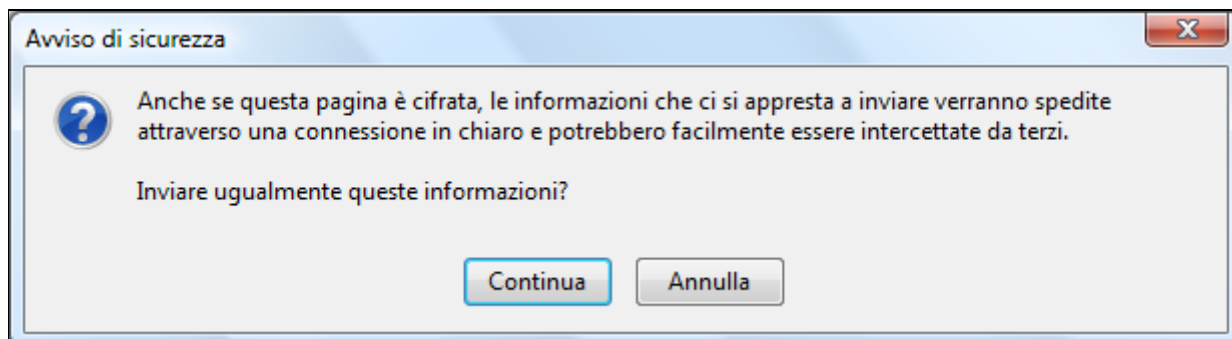 Avviso di sicurezza
Anche se questa pagina è cifrata, le informazioni che ci si appresta a inviare verranno spedite
attraverso una connessione in chiaro e potrebbero facilmente essere intercettate da terzi.
Inviare ugualmente queste informazioni?
Continua
Annulla